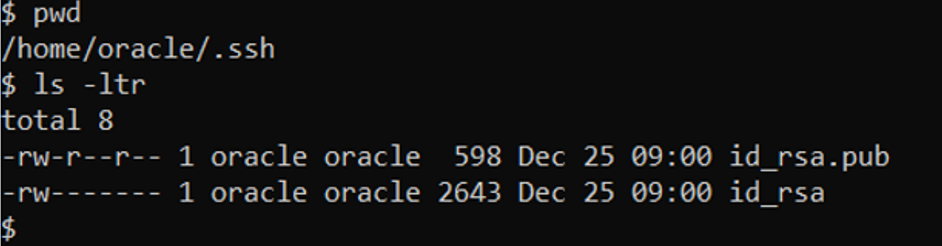 $ pwd
/home/oracle/.ssh
$ ls -ltr
total 8
-rw-r--r-- 1 oracle oracle  598 Dec 25 09:00 id_rsa.pub
-rw------- 1 oracle oracle 2643 Dec 25 09:00 id_rsa
$